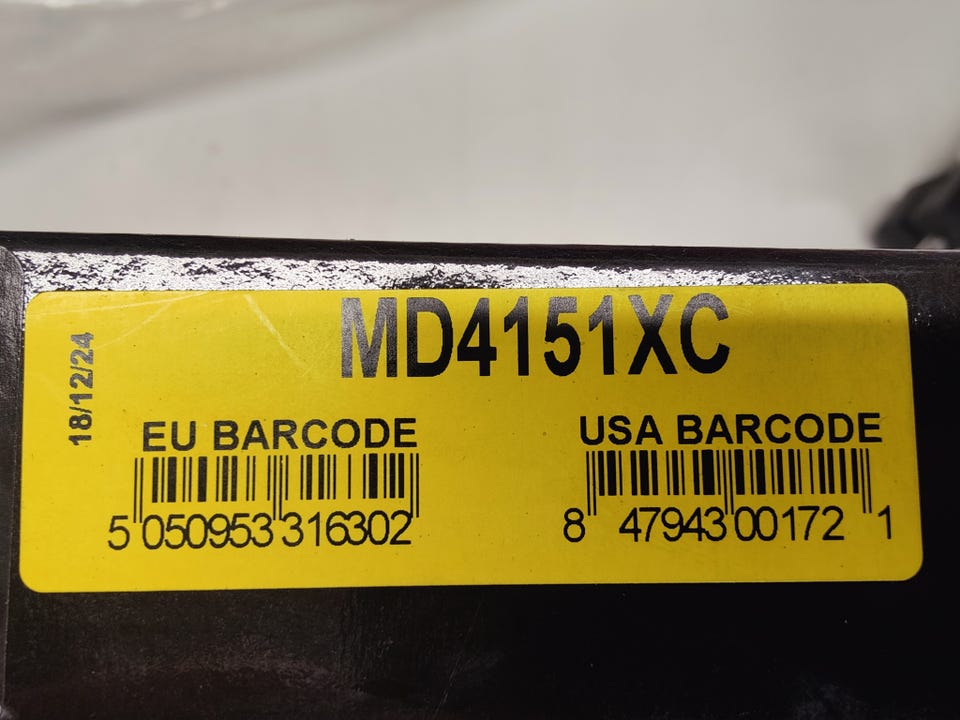 MD4151XC
18/12/24
EU BARCODE
5 050953 316302
USA BARCODE
8 47943 00172 1